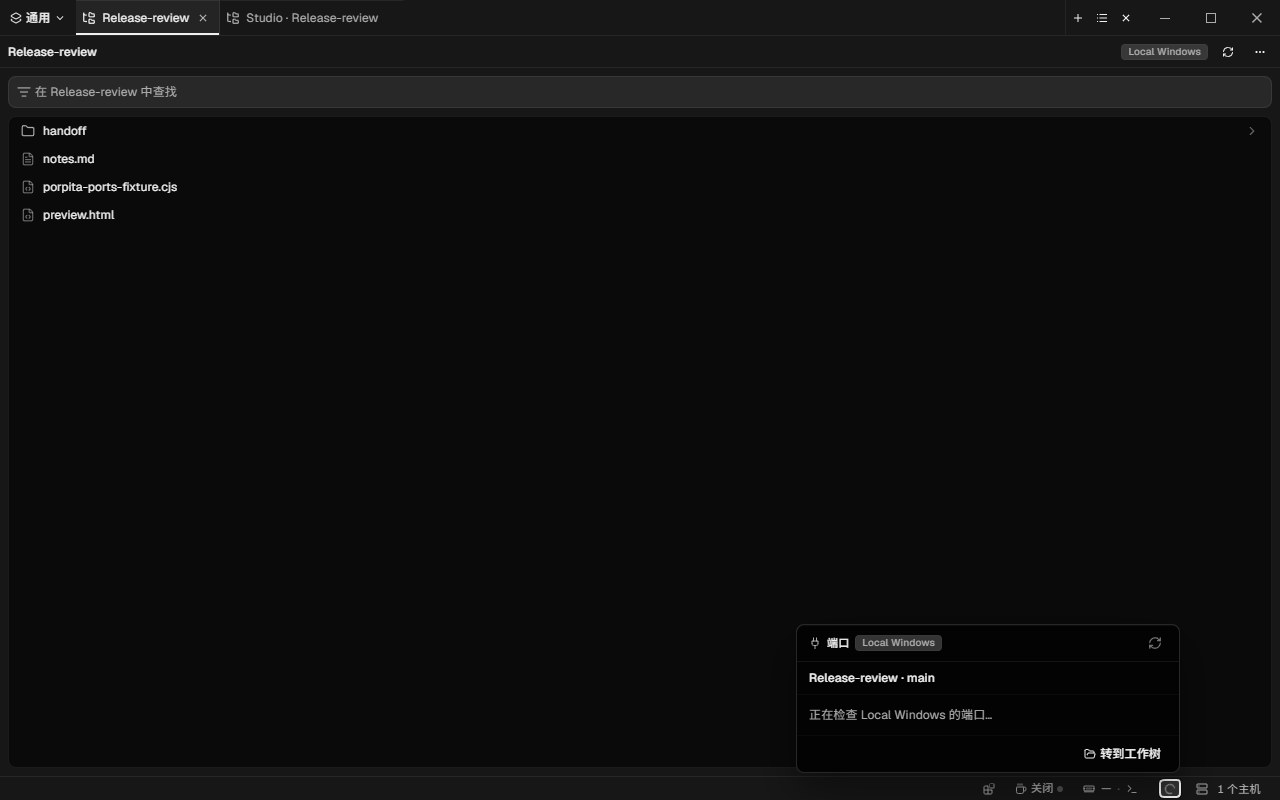 通用
Release-review
Studio · Release-review
Release-review
Local Windows
在 Release-review 中查找
handoff
notes.md
porpita-ports-fixture.cjs
preview.html
端口 Local Windows
Release-review · main
正在检查 Local Windows 的端口...
转到工作树
关闭
1 个主机